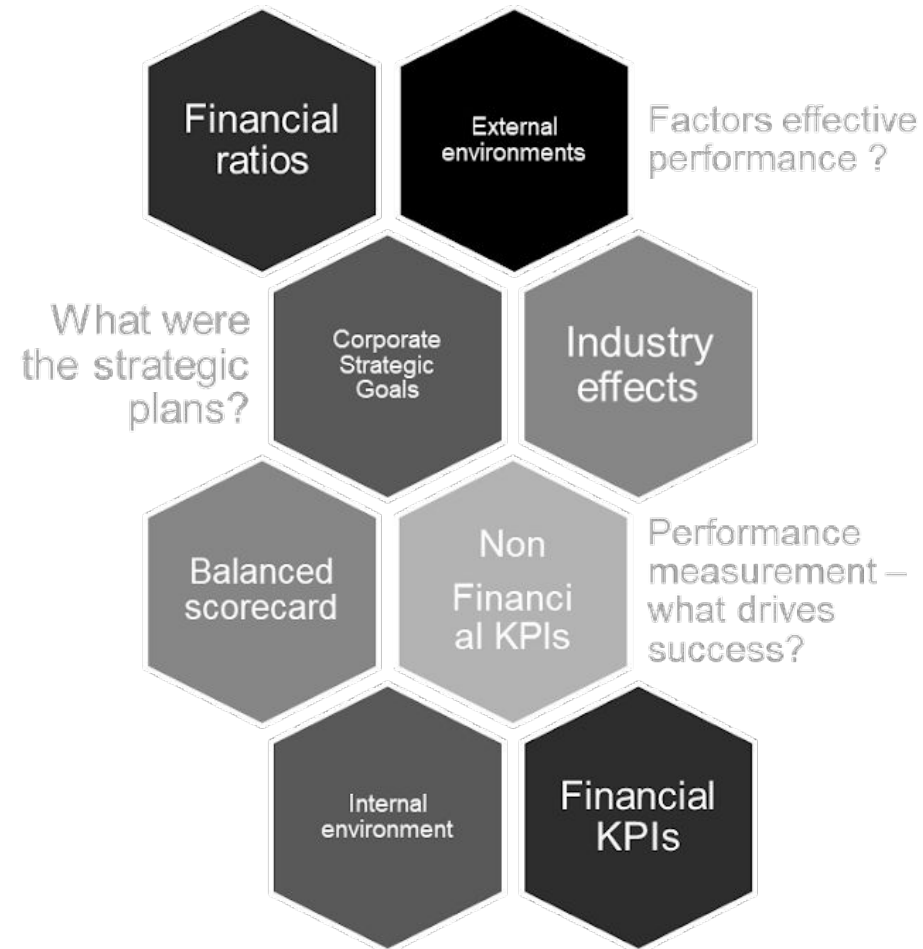 Financial
ratios
External
environments
Factors effective
performance ?
What were
the strategic
plans?
Corporate
Strategic
Goals
Industry
effects
Balanced
scorecard
Non
Financi
al KPIs
Performance
measurement –
what drives
success?
Internal
environment
Financial
KPIs